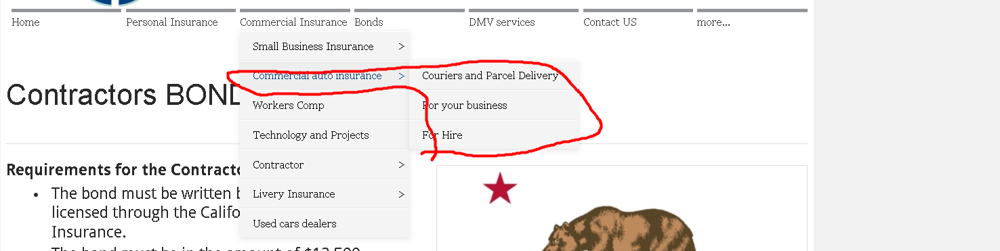 Home Personal Insurance Commercial Insurance Bonds DMV services Contact US more...
Small Business Insurance >
Commercial auto insurance >
Workers Comp
Technology and Projects
Contractor >
Livery Insurance >
Used cars dealers
Couriers and Parcel Delivery
For your business
For Hire
Contractors BOND
Requirements for the Contracto
• The bond must be written b
licensed through the Califo
Insurance.
The bond must be in the amount of $12,500